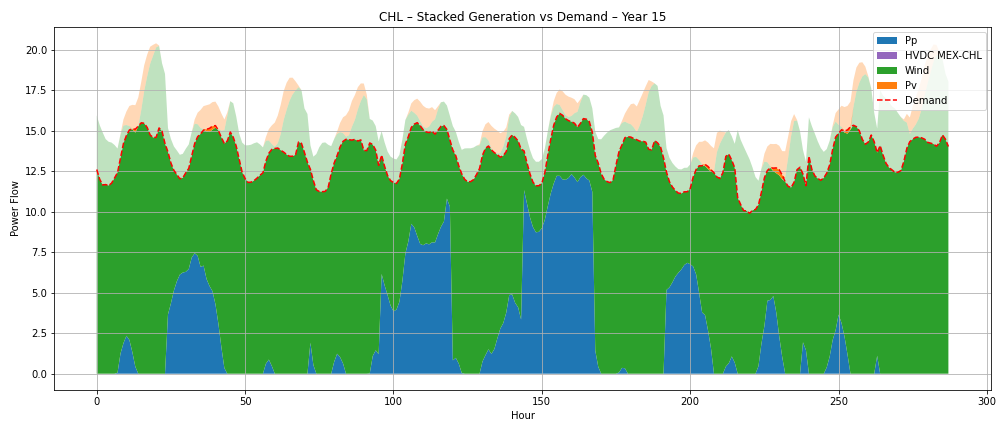 CHL – Stacked Generation vs Demand – Year 15
Power Flow
20.0
17.5
15.0
12.5
10.0
7.5
5.0
2.5
0.0
Pp
HVDC MEX-CHL
Wind
Pv
Demand
0 50 100 150 200 250 300
Hour